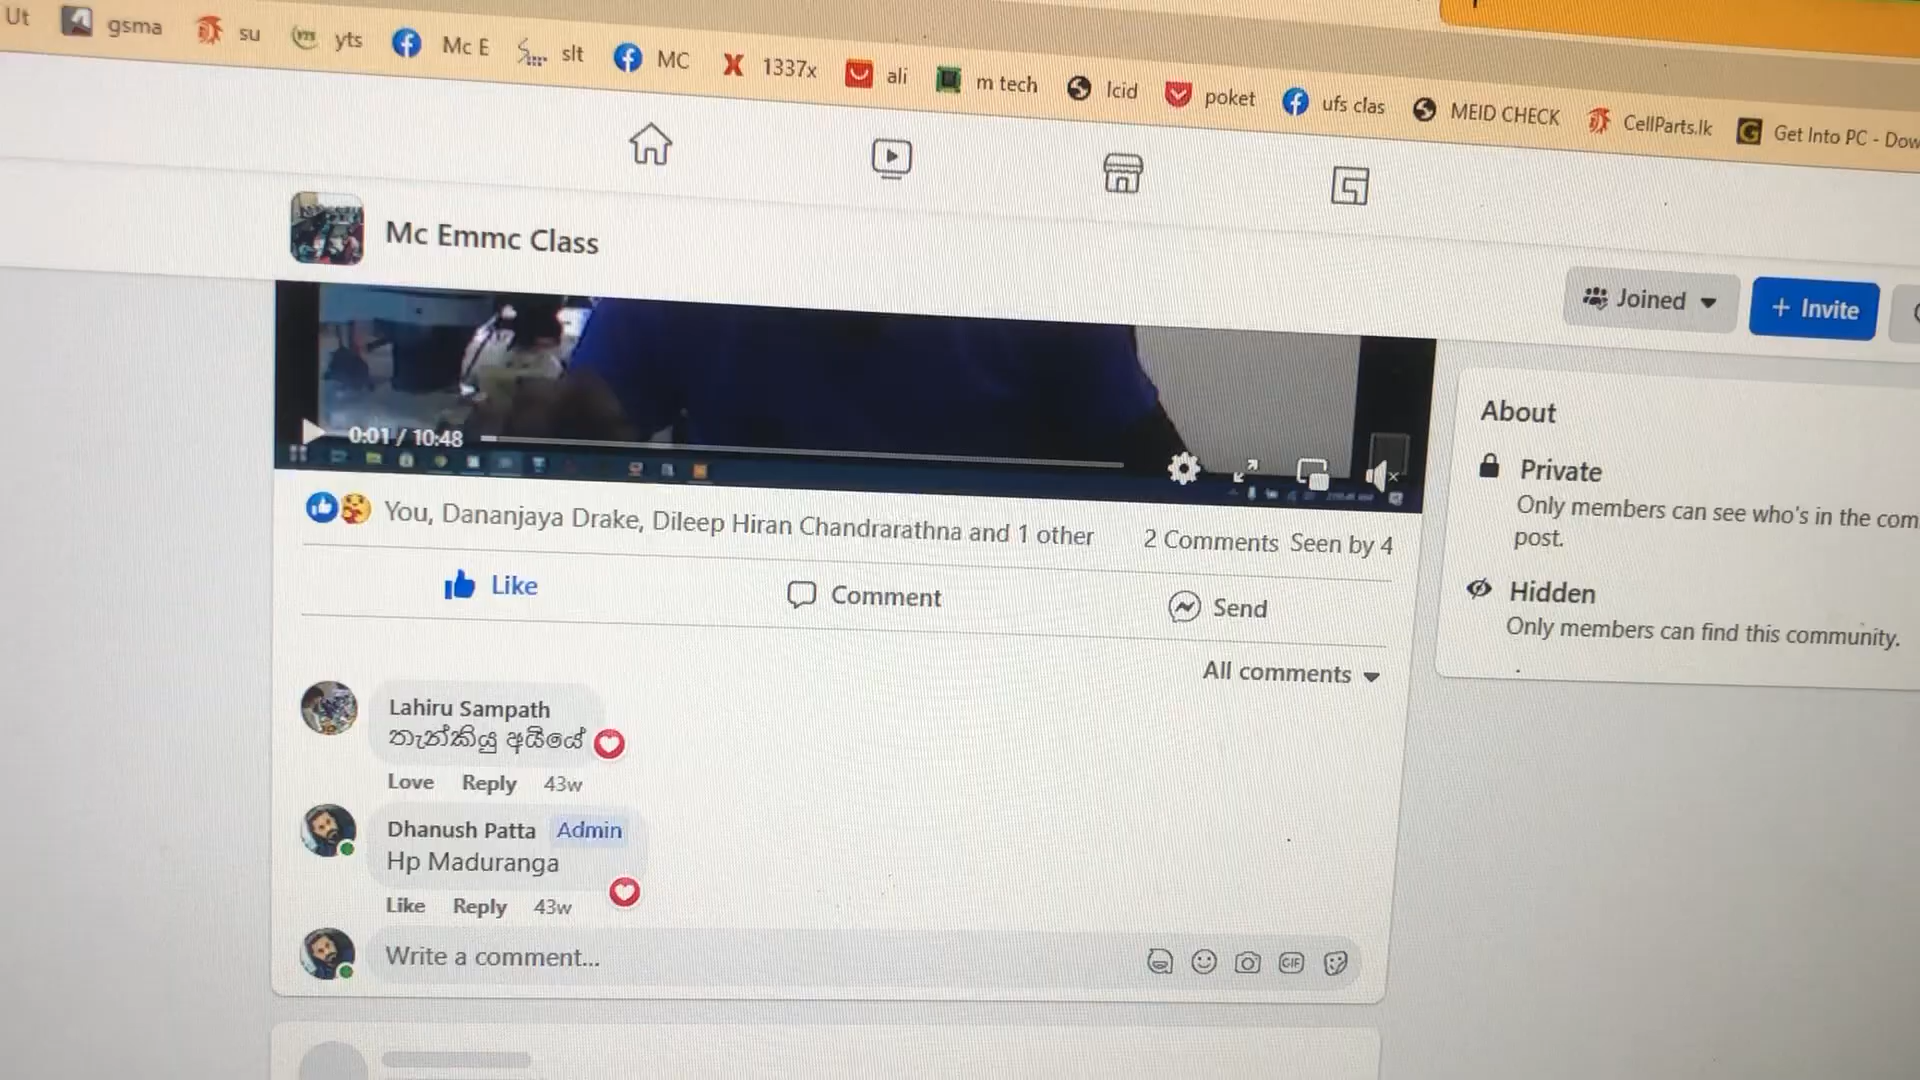 Ut gsma su yts Mc E slt MC 1337x ali m tech Icid poket ufs clas MEID CHECK CellParts.lk Get Into PC - Dow
Mc Emmc Class
Joined
+ Invite
0:01 / 10:48
You, Dananjaya Drake, Dileep Hiran Chandrarathna and 1 other
2 Comments Seen by 4
Like
Comment
Send
All comments
Lahiru Sampath
තැන්කියු අයියේ
Love Reply 43w
Dhanush Patta Admin
Hp Maduranga
Like Reply 43w
Write a comment...
GIF
About
Private
Only members can see who's in the com
post.
Hidden
Only members can find this community.